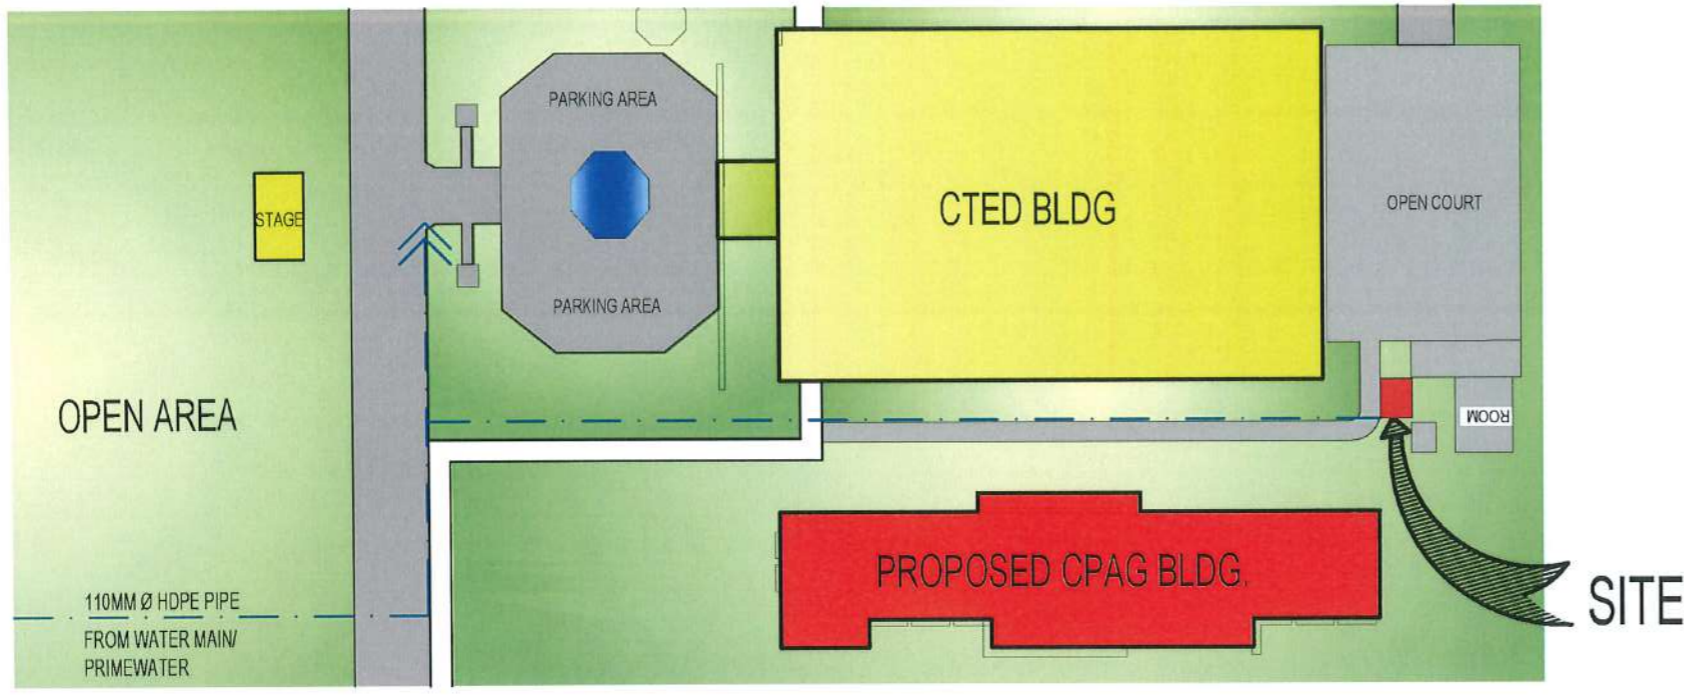 PARKING AREA
CTED BLDG
OPEN COURT
STAGE
PARKING AREA
OPEN AREA
ROOM
PROPOSED CPAG BLDG.
SITE
110MM Ø HDPE PIPE
FROM WATER MAIN/
PRIMEWATER